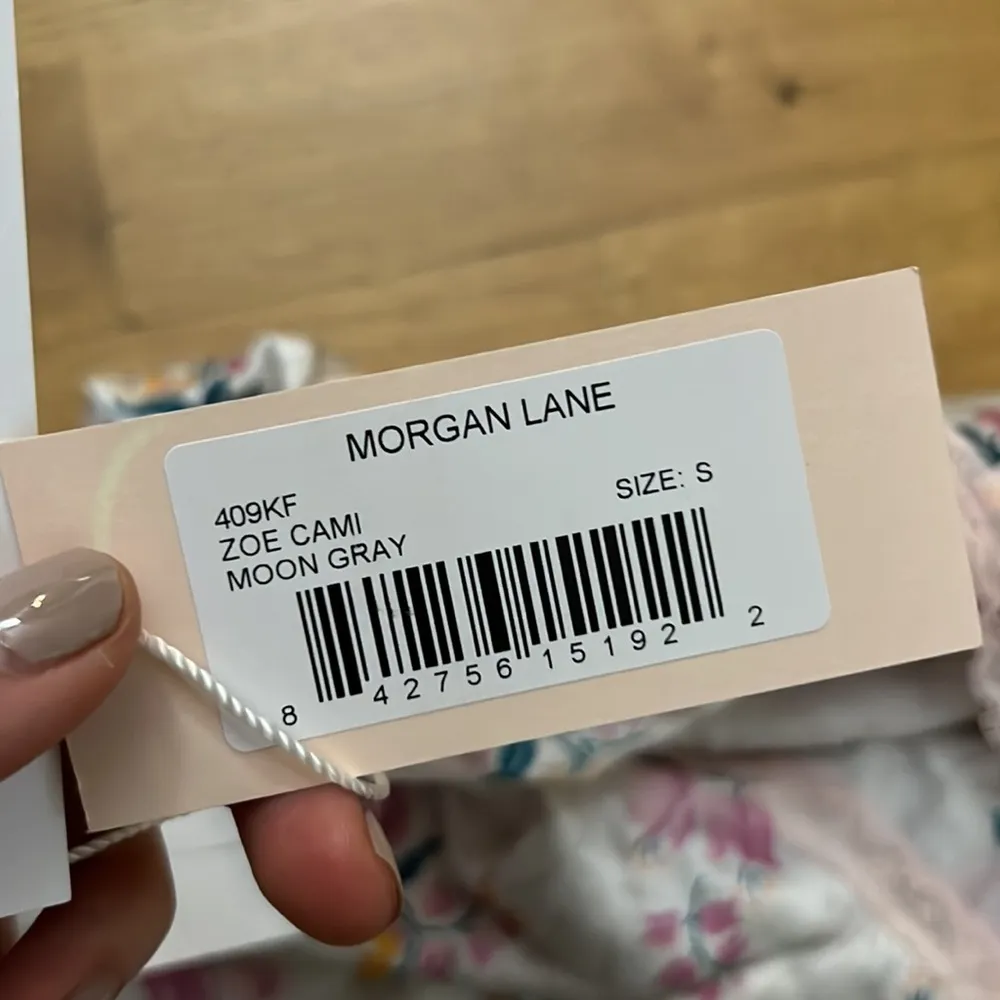 MORGAN LANE
409KF
SIZE: S
ZOE CAMI
MOON GRAY
8 42756 15192 2